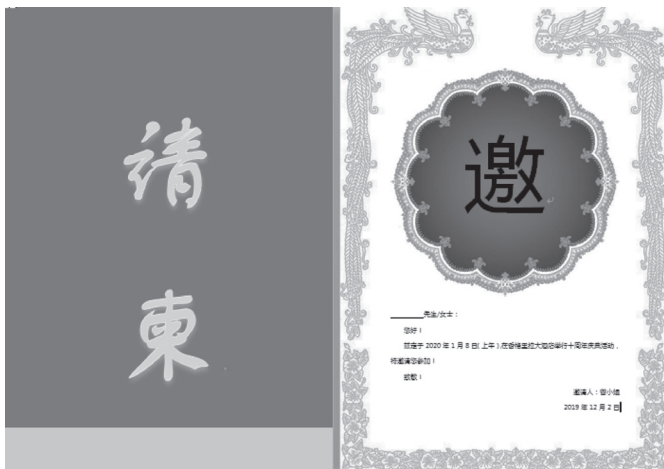 请
柬
邀
________先生/女士:
您好!
兹定于 2020 年 1 月 8 日(上午),在香格里拉大酒店举行十周年庆典活动,
特邀请您参加!
致敬!
邀请人:曾小姐
2019 年 12 月 2 日